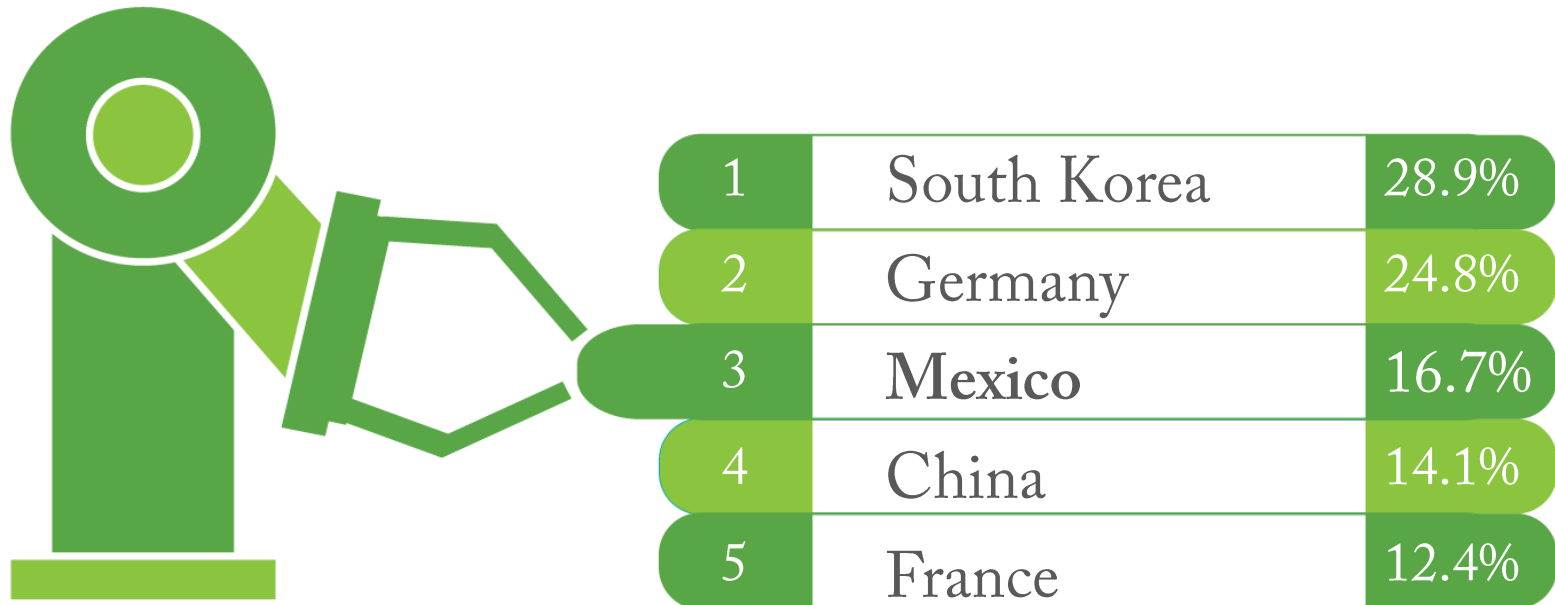 1 South Korea 28.9%
2 Germany 24.8%
3 Mexico 16.7%
4 China 14.1%
5 France 12.4%